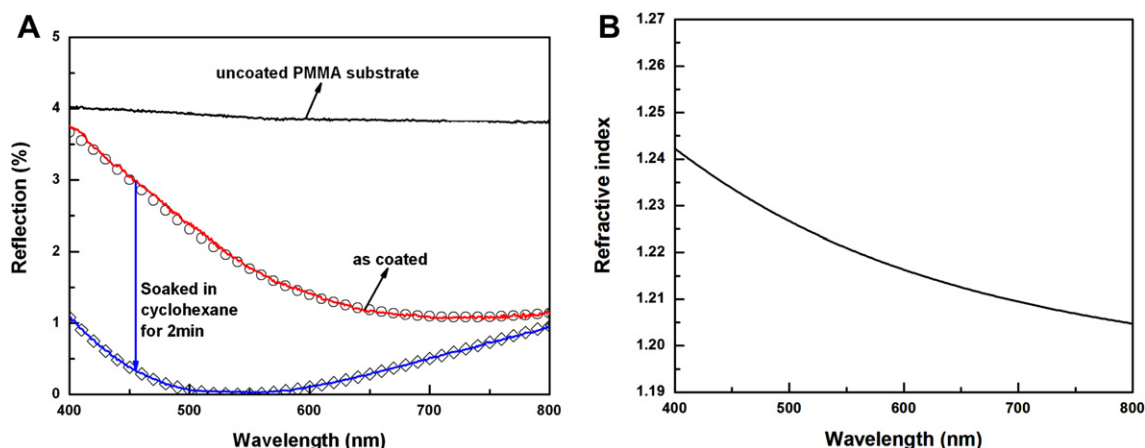 A
5
4
3
2
1
0
Reflection (%)
uncoated PMMA substrate
as coated
Soaked in
cyclohexane
for 2min
400
500
600
700
800
Wavelength (nm)
B
1.27
1.26
1.25
1.24
1.23
1.22
1.21
1.20
1.19
Refractive index
400
500
600
700
800
Wavelength (nm)